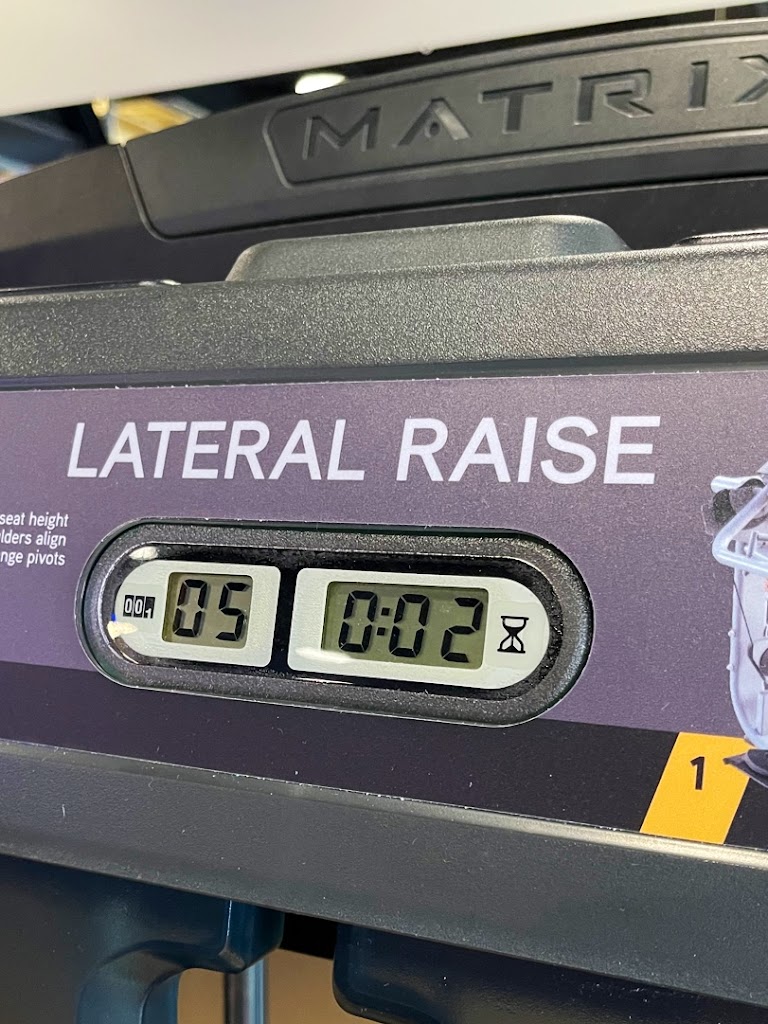 MATRIX
LATERAL RAISE
seat height
lders align
nge pivots
001 05 0:02
1